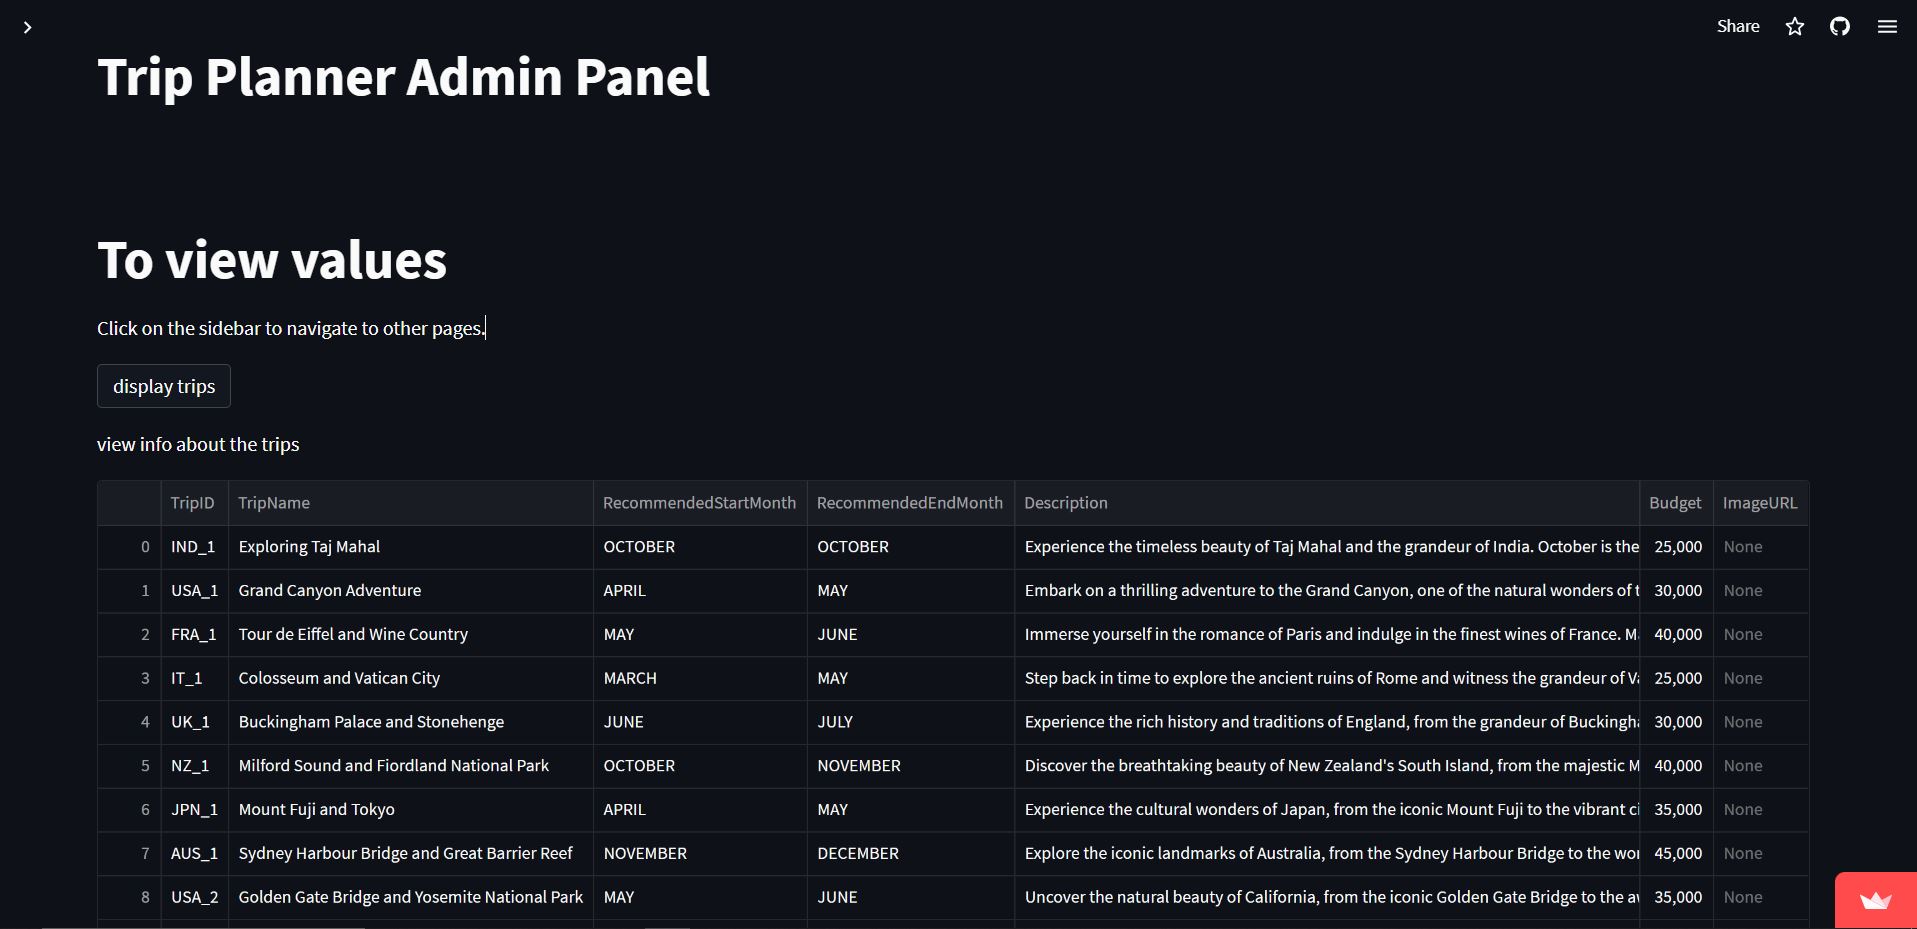 Share
Trip Planner Admin Panel
To view values
Click on the sidebar to navigate to other pages.
display trips
view info about the trips
TripID TripName RecommendedStartMonth RecommendedEndMonth Description Budget ImageURL
0 IND_1 Exploring Taj Mahal OCTOBER OCTOBER Experience the timeless beauty of Taj Mahal and the grandeur of India. October is the 25,000 None
1 USA_1 Grand Canyon Adventure APRIL MAY Embark on a thrilling adventure to the Grand Canyon, one of the natural wonders of 30,000 None
2 FRA_1 Tour de Eiffel and Wine Country MAY JUNE Immerse yourself in the romance of Paris and indulge in the finest wines of France. 40,000 None
3 IT_1 Colosseum and Vatican City MARCH MAY Step back in time to explore the ancient ruins of Rome and witness the grandeur of 25,000 None
4 UK_1 Buckingham Palace and Stonehenge JUNE JULY Experience the rich history and traditions of England, from the grandeur of 30,000 None
5 NZ_1 Milford Sound and Fiordland National Park OCTOBER NOVEMBER Discover the breathtaking beauty of New Zealand's South Island, from the majestic 40,000 None
6 JPN_1 Mount Fuji and Tokyo APRIL MAY Experience the cultural wonders of Japan, from the iconic Mount Fuji to the vibrant 35,000 None
7 AUS_1 Sydney Harbour Bridge and Great Barrier Reef NOVEMBER DECEMBER Explore the iconic landmarks of Australia, from the Sydney Harbour Bridge to the 45,000 None
8 USA_2 Golden Gate Bridge and Yosemite National Park MAY JUNE Uncover the natural beauty of California, from the iconic Golden Gate Bridge to the 35,000 None